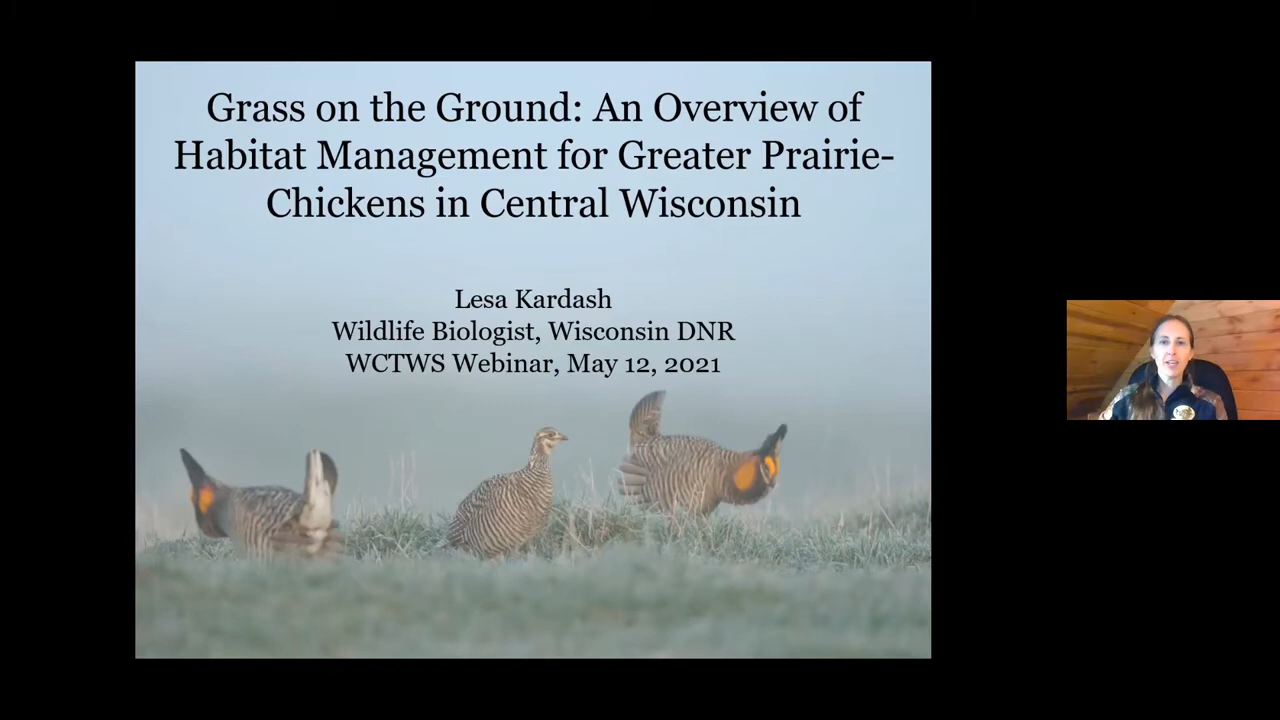 Grass on the Ground: An Overview of
Habitat Management for Greater Prairie-
Chickens in Central Wisconsin
Lesa Kardash
Wildlife Biologist, Wisconsin DNR
WCTWS Webinar, May 12, 2021